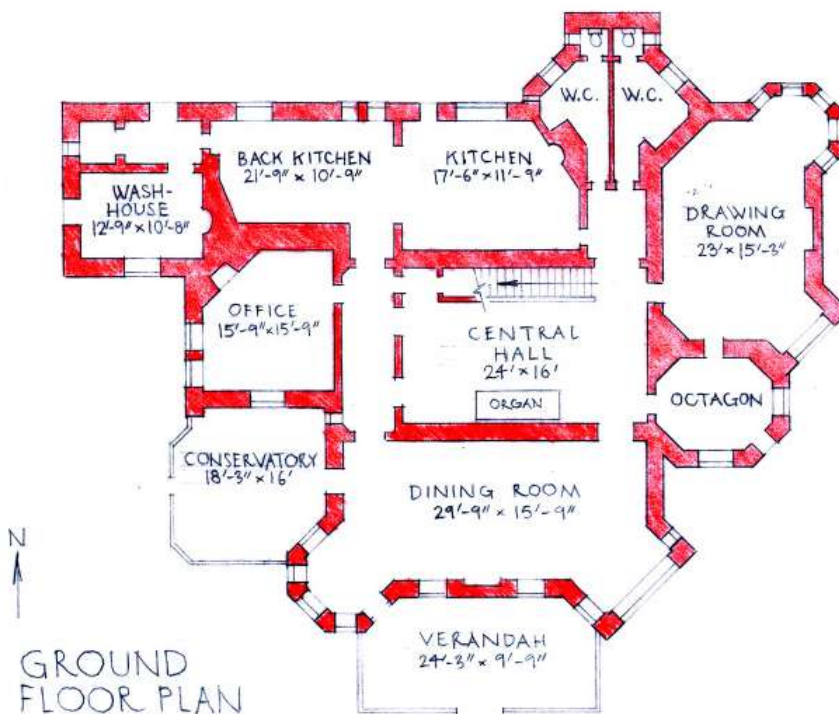 W.C.
W.C.
BACK KITCHEN
21'-9" x 10'-9"
KITCHEN
17'-6" x 11'-9"
WASH-
HOUSE
12'-9" x 10'-8"
DRAWING
ROOM
23' x 15'-3"
OFFICE
15'-9" x 15'-9"
CENTRAL
HALL
24' x 16'
ORGAN
OCTAGON
CONSERVATORY
18'-3" x 16'
DINING ROOM
29'-9" x 15'-9"
N
VERANDAH
24'-3" x 9'-9"
GROUND
FLOOR PLAN